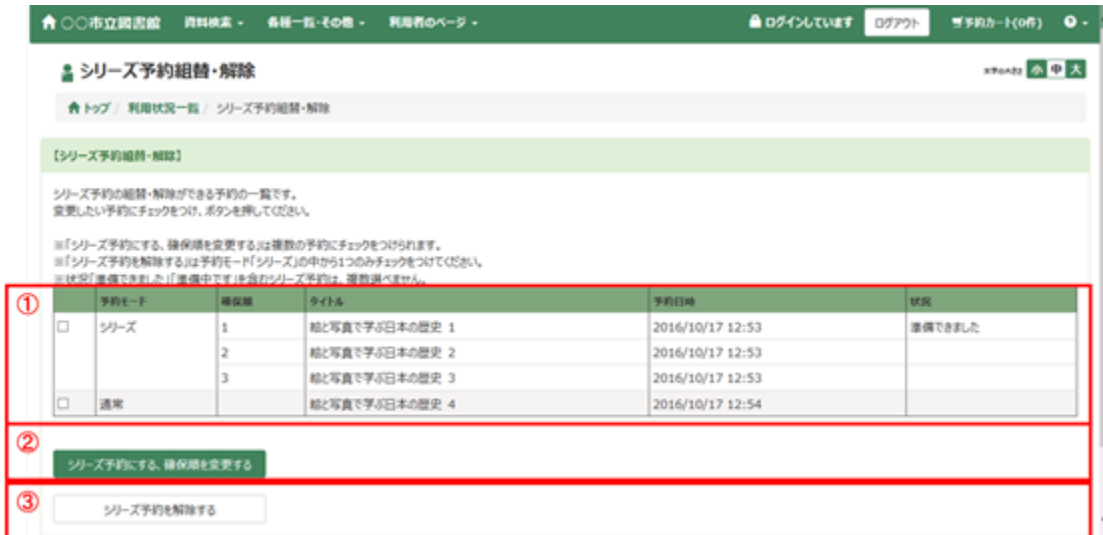 〇〇市立図書館 資料検索 各種一覧・その他 利用者のページ ログインしています ログアウト 予約カート(0件)
シリーズ予約組替・解除
文字の大きさ 小 中 大
トップ / 利用状況一覧 / シリーズ予約組替・解除
【シリーズ予約組替・解除】
シリーズ予約の組替・解除ができる予約の一覧です。
変更したい予約にチェックをつけ、ボタンを押してください。
※「シリーズ予約にする、確保順を変更する」は複数の予約にチェックをつけられます。
※「シリーズ予約を解除する」は予約モード「シリーズ」の中から1つのみチェックをつけてください。
※状況「準備できました」「準備中です」を含むシリーズ予約は、複数選べません。
①
予約モード 確保順 タイトル 予約日時 状況
シリーズ 1 絵と写真で学ぶ日本の歴史 1 2016/10/17 12:53 準備できました
2 絵と写真で学ぶ日本の歴史 2 2016/10/17 12:53
3 絵と写真で学ぶ日本の歴史 3 2016/10/17 12:53
通常 絵と写真で学ぶ日本の歴史 4 2016/10/17 12:54
②
シリーズ予約にする、確保順を変更する
③
シリーズ予約を解除する